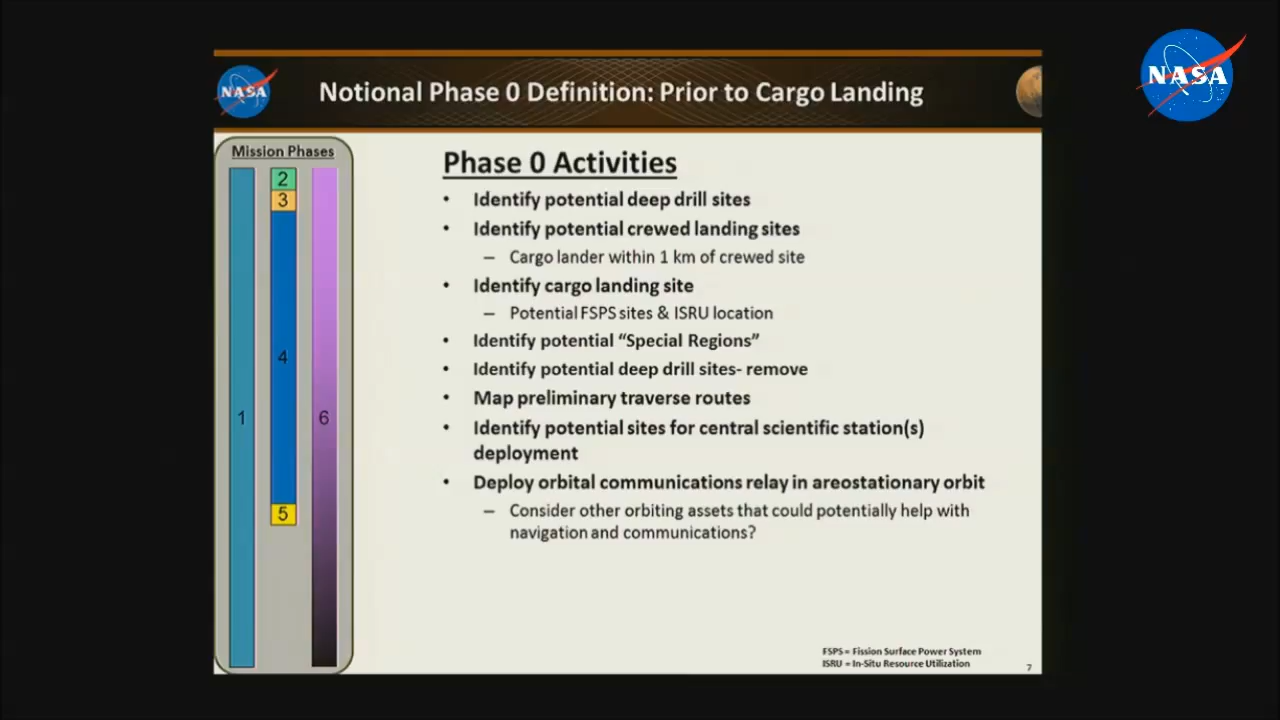 NASA
NASA
Notional Phase 0 Definition: Prior to Cargo Landing
Mission Phases
1
2
3
4
5
6
Phase 0 Activities
• Identify potential deep drill sites
• Identify potential crewed landing sites
– Cargo lander within 1 km of crewed site
• Identify cargo landing site
– Potential FSPS sites & ISRU location
• Identify potential “Special Regions”
• Identify potential deep drill sites- remove
• Map preliminary traverse routes
• Identify potential sites for central scientific station(s)
deployment
• Deploy orbital communications relay in areostationary orbit
– Consider other orbiting assets that could potentially help with
navigation and communications?
FSPS = Fission Surface Power System
ISRU = In-Situ Resource Utilization
7